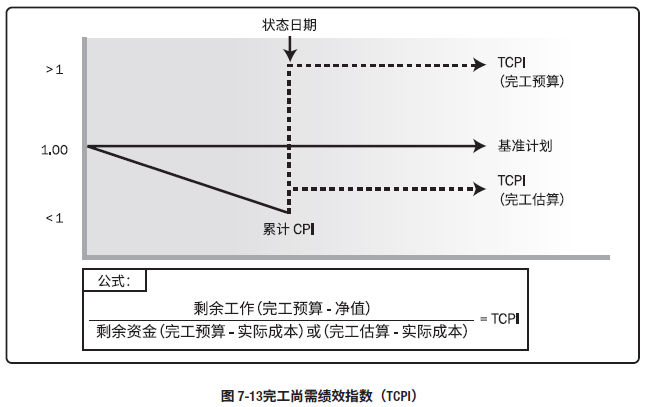 状态日期
>1
TCPI
(完工预算)
1.00
基准计划
TCPI
(完工估算)
<1
累计 CPI
公式:
剩余工作(完工预算 - 净值)
剩余资金(完工预算 - 实际成本)或(完工估算 - 实际成本)
= TCPI
图 7-13完工尚需绩效指数（TCPI）